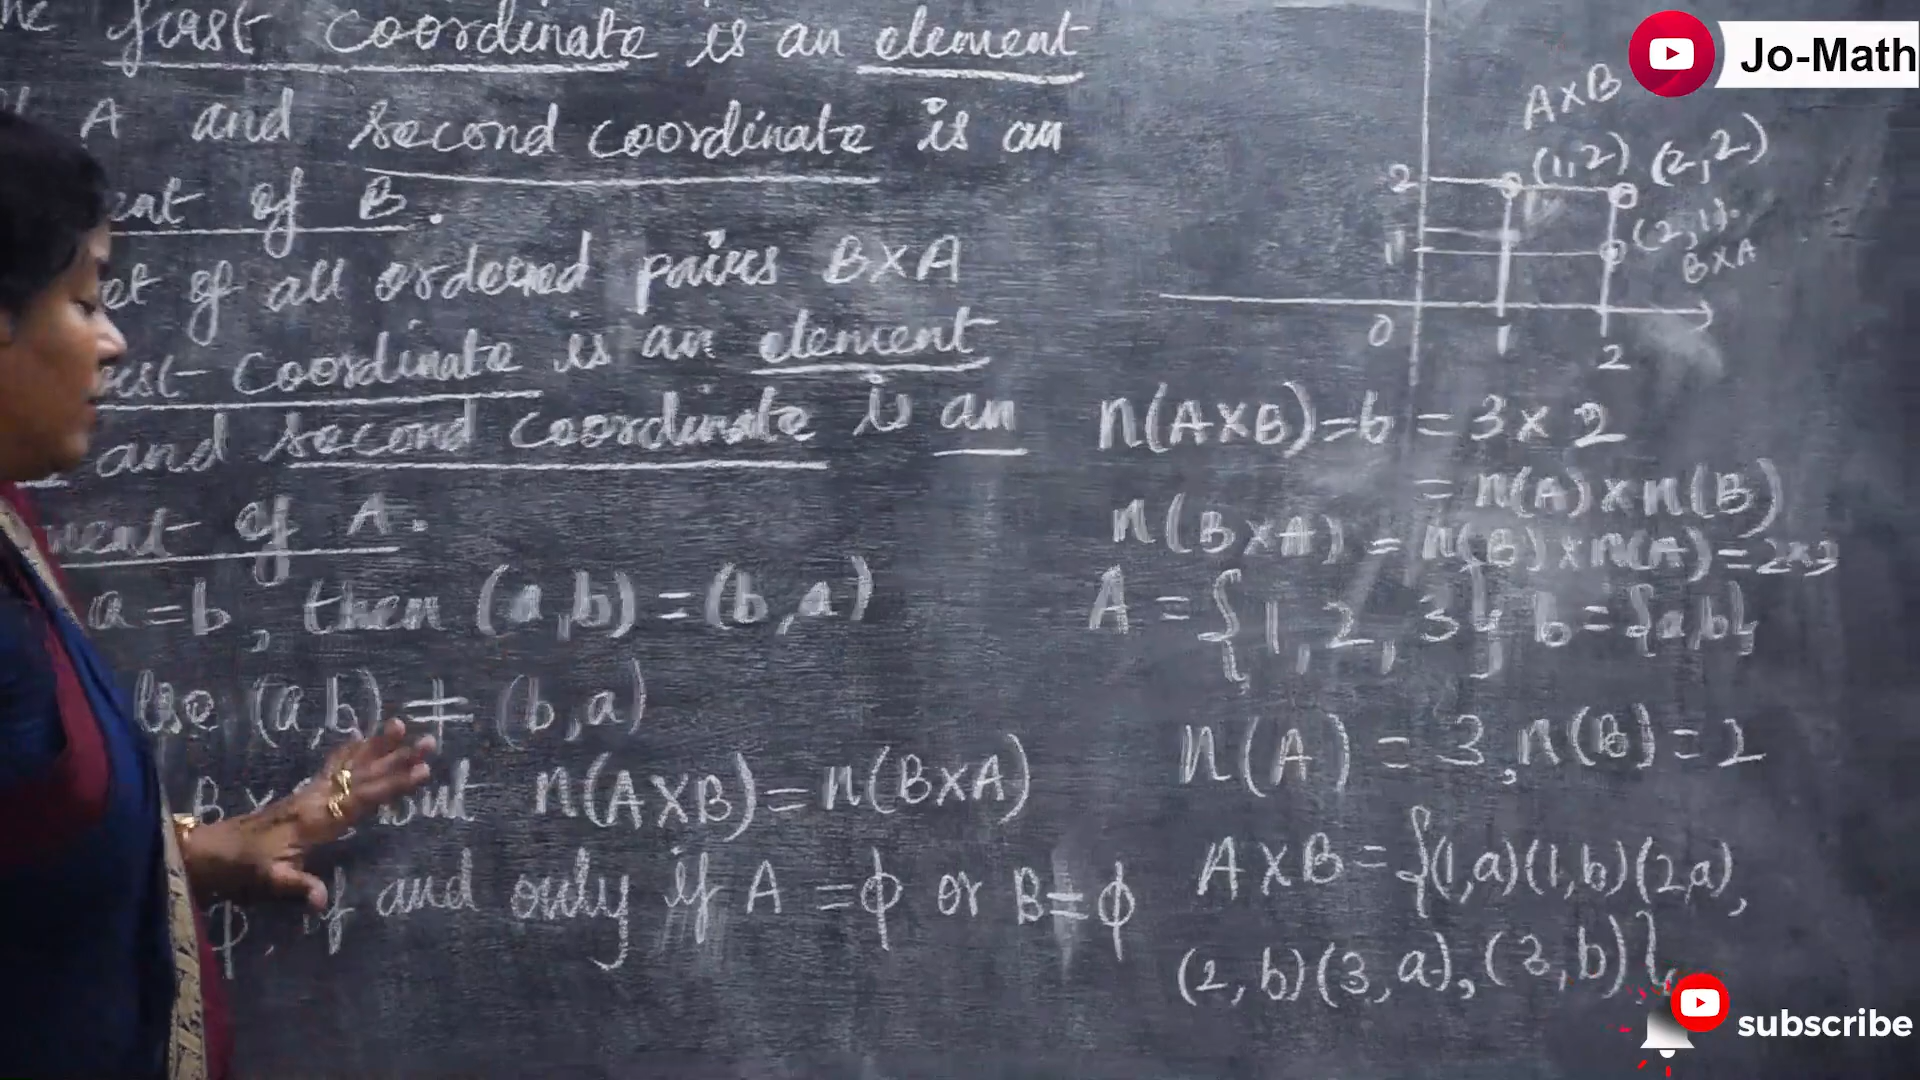 first coordinate is an element
A and second coordinate is an
of B.
of all ordered pairs B×A
coordinate is an element
and second coordinate is an
of A.
a=b, then (a,b) = (b,a)
(a,b) ≠ (b,a)
but n(A×B)=n(B×A)
φ, if and only if A =φ or B=φ
Jo-Math
A×B
2 (1,2) (2,2)
1 (2,1).
B×A
0 1 2
n(A×B)=6 = 3×2
= n(A)×n(B)
n(B×A) = n(B)×n(A)=2×3
A = {1,2,3} b={a,b}
n(A) = 3, n(B)=2
A×B={(1,a)(1,b)(2,a),
(2,b)(3,a),(3,b)}
subscribe